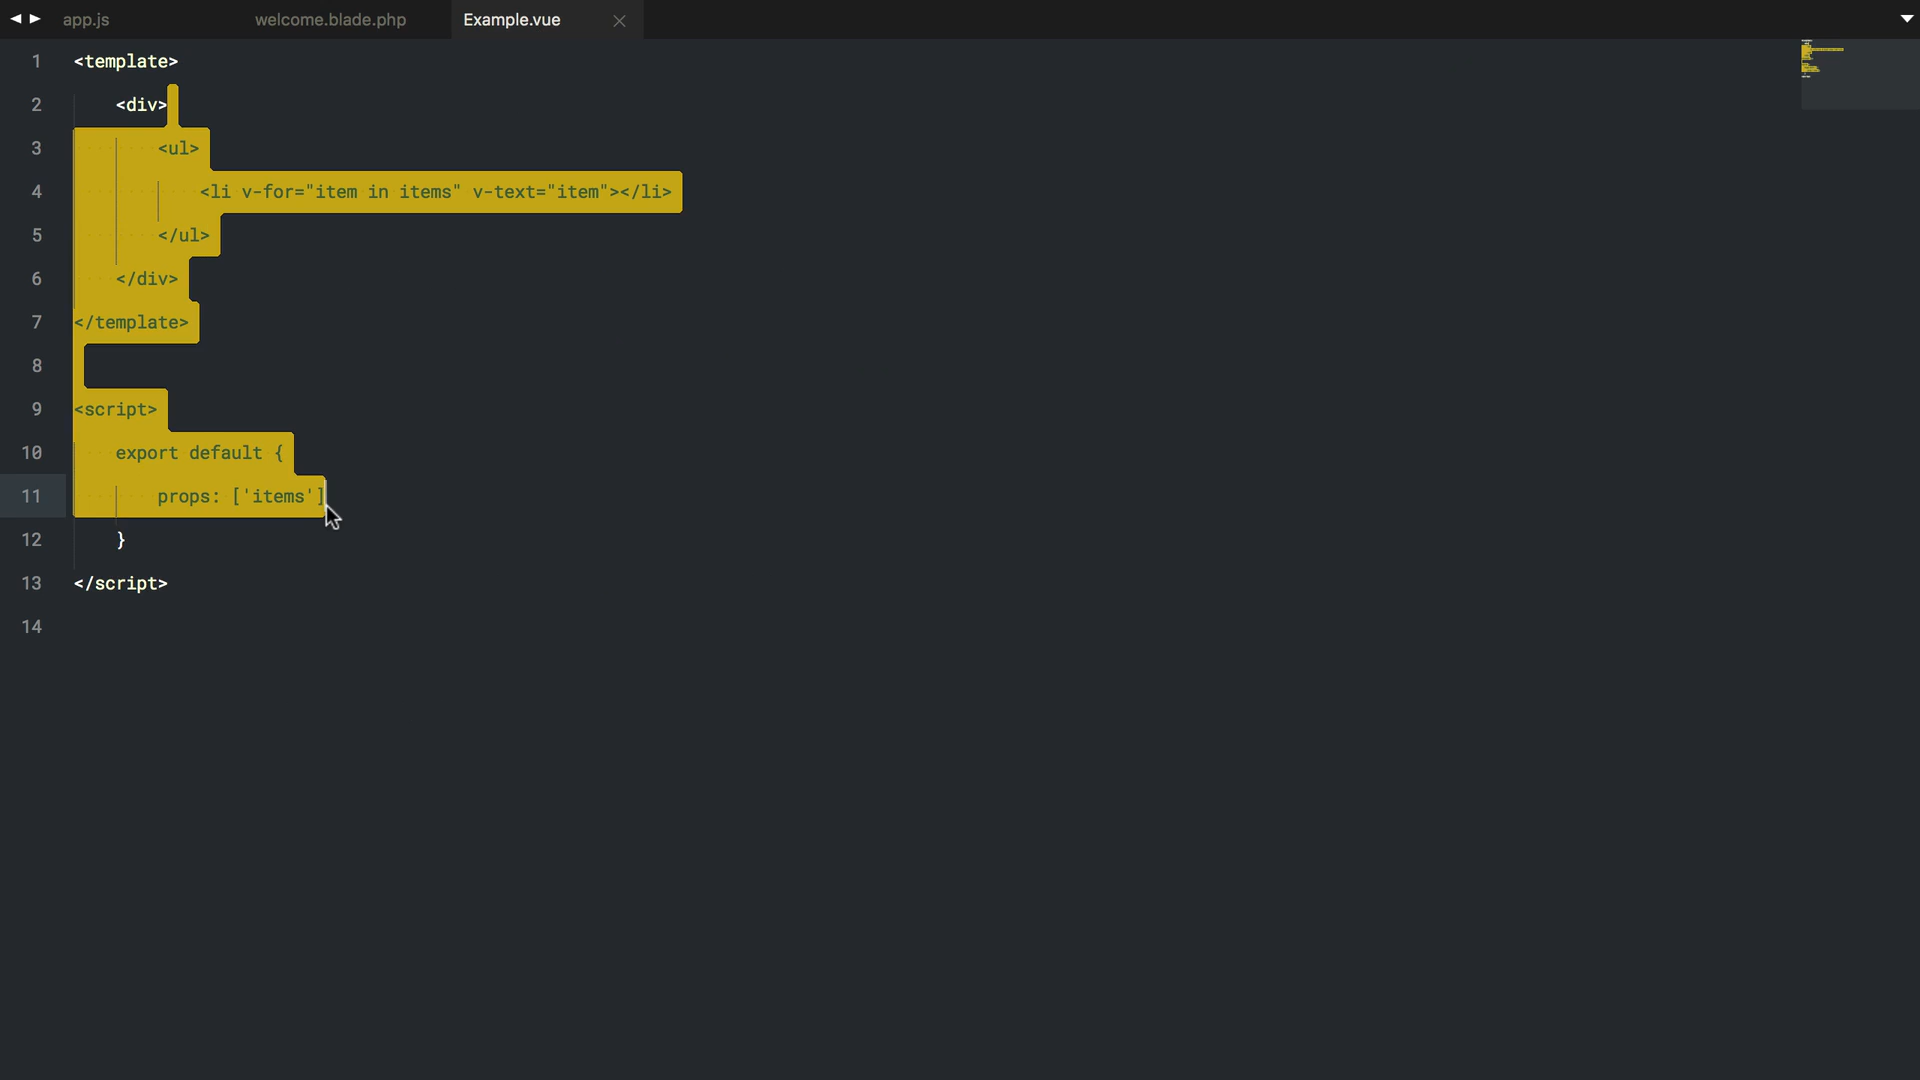 app.js welcome.blade.php Example.vue
1 <template>
2 <div>
3 <ul>
4 <li v-for="item in items" v-text="item"></li>
5 </ul>
6 </div>
7 </template>
8
9 <script>
10 export default {
11 props: ['items']
12 }
13 </script>
14